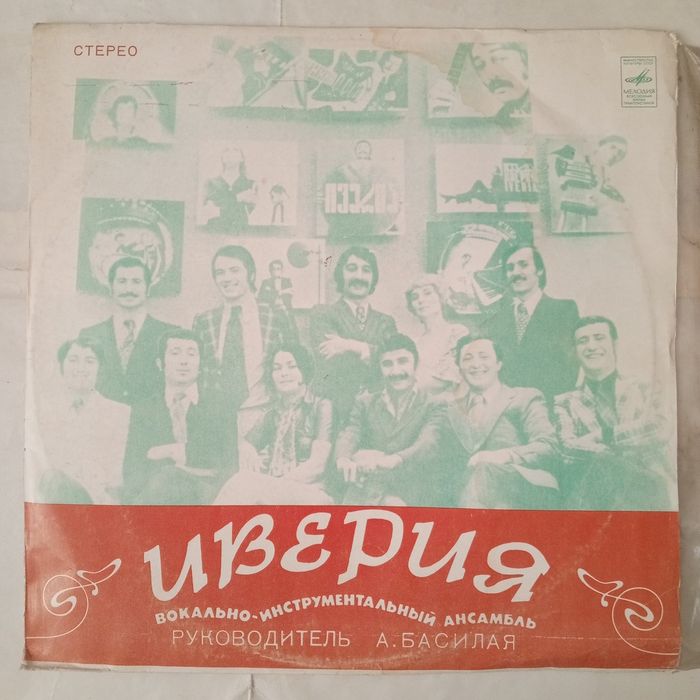 СТЕРЕО
МЕЛОДИЯ
ИВЕРИЯ
ВОКАЛЬНО-ИНСТРУМЕНТАЛЬНЫЙ АНСАМБЛЬ
РУКОВОДИТЕЛЬ А.БАСИЛАЯ